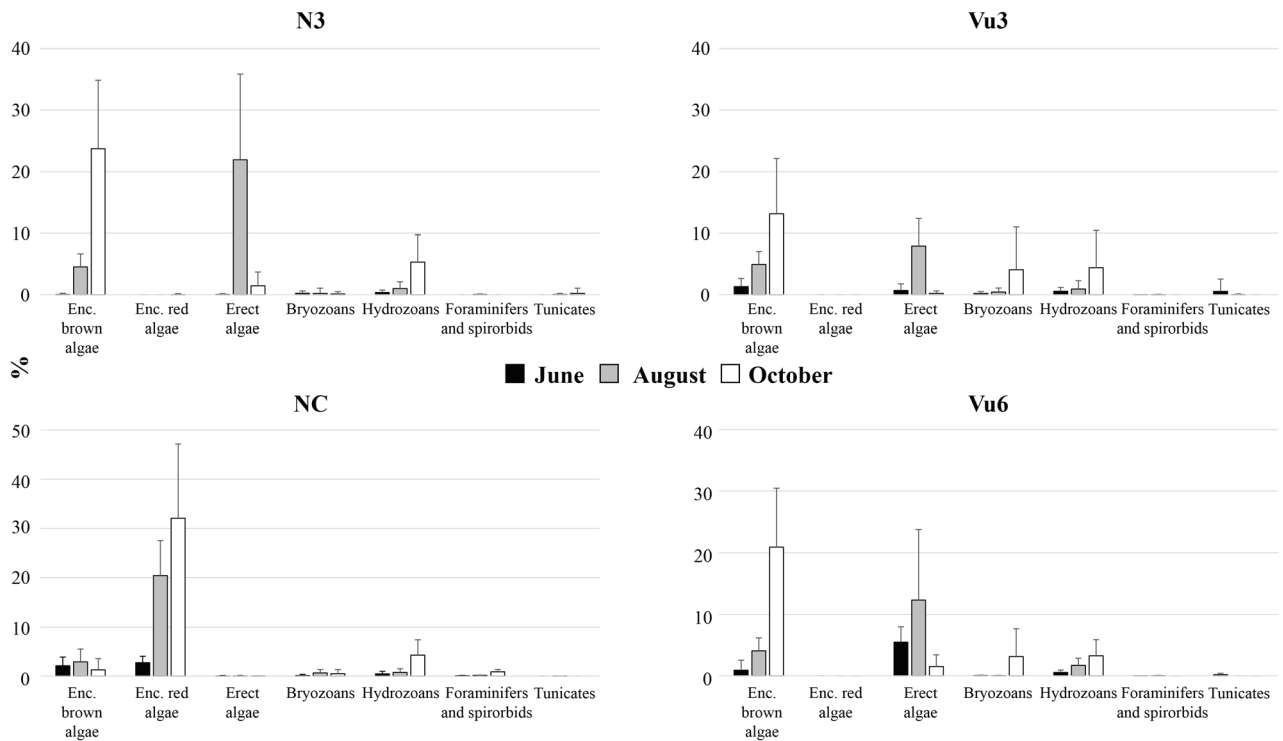 N3
40
30
20
10
0
Enc. Enc. red Erect Bryozoans Hydrozoans Foraminifers Tunicates
brown algae algae and spirorbids
algae
Vu3
40
30
20
10
0
Enc. Enc. red Erect Bryozoans Hydrozoans Foraminifers Tunicates
brown algae algae and spirorbids
algae
%
June August October
NC
50
40
30
20
10
0
Enc. Enc. red Erect Bryozoans Hydrozoans Foraminifers Tunicates
brown algae algae and spirorbids
algae
Vu6
40
30
20
10
0
Enc. Enc. red Erect Bryozoans Hydrozoans Foraminifers Tunicates
brown algae algae and spirorbids
algae